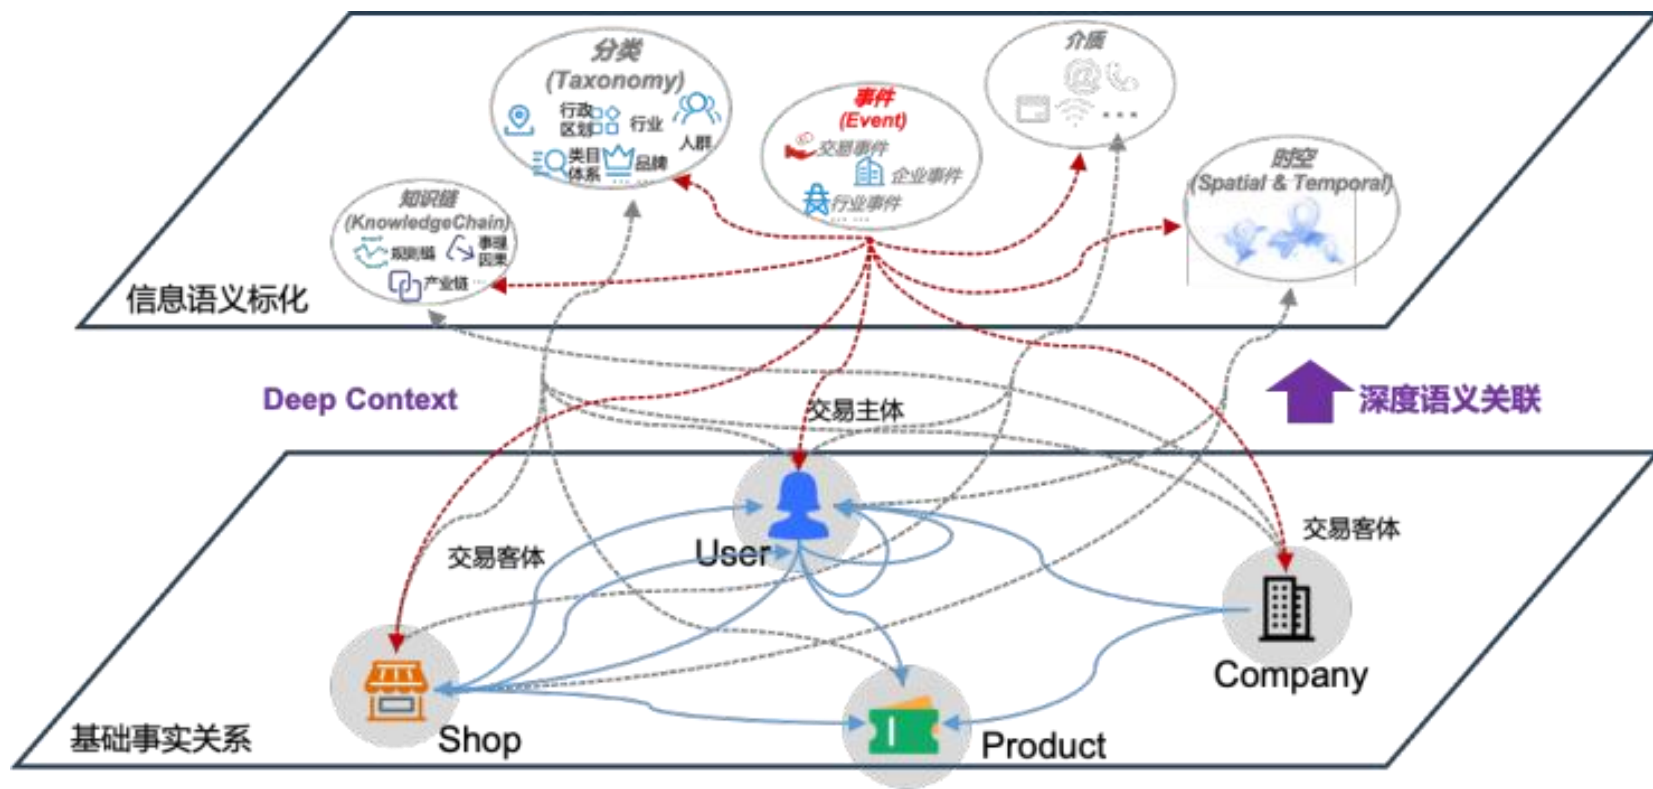 分类
(Taxonomy)
行政
区划
行业
人群
类目
体系
品牌
... ...
事件
(Event)
交易事件
企业事件
行业事件
... ...
介质
...
时空
(Spatial & Temporal)
知识链
(KnowledgeChain)
规则链
事理
因果
产业链 ...
信息语义标化
Deep Context
深度语义关联
交易主体
User
交易客体
交易客体
Company
Shop
Product
基础事实关系